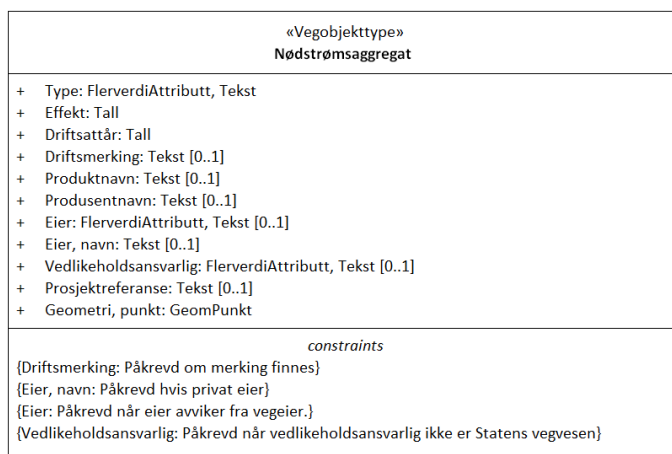 «Vegobjekttype»
Nødstrømsaggregat
+ Type: FlerverdiAttributt, Tekst
+ Effekt: Tall
+ Driftsattår: Tall
+ Driftsmerking: Tekst [0..1]
+ Produktnavn: Tekst [0..1]
+ Produsentnavn: Tekst [0..1]
+ Eier: FlerverdiAttributt, Tekst [0..1]
+ Eier, navn: Tekst [0..1]
+ Vedlikeholdsansvarlig: FlerverdiAttributt, Tekst [0..1]
+ Prosjektreferanse: Tekst [0..1]
+ Geometri, punkt: GeomPunkt
constraints
{Driftsmerking: Påkrevd om merking finnes}
{Eier, navn: Påkrevd hvis privat eier}
{Eier: Påkrevd når eier avviker fra vegeier.}
{Vedlikeholdsansvarlig: Påkrevd når vedlikeholdsansvarlig ikke er Statens vegvesen}